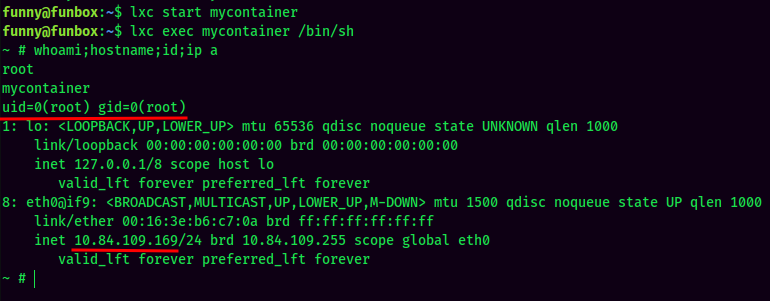 funny@funbox:~$ lxc start mycontainer
funny@funbox:~$ lxc exec mycontainer /bin/sh
~ # whoami;hostname;id;ip a
root
mycontainer
uid=0(root) gid=0(root)
1: lo: <LOOPBACK,UP,LOWER_UP> mtu 65536 qdisc noqueue state UNKNOWN qlen 1000
    link/loopback 00:00:00:00:00:00 brd 00:00:00:00:00:00
    inet 127.0.0.1/8 scope host lo
       valid_lft forever preferred_lft forever
8: eth0@if9: <BROADCAST,MULTICAST,UP,LOWER_UP,M-DOWN> mtu 1500 qdisc noqueue state UP qlen 1000
    link/ether 00:16:3e:b6:c7:0a brd ff:ff:ff:ff:ff:ff
    inet 10.84.109.169/24 brd 10.84.109.255 scope global eth0
       valid_lft forever preferred_lft forever
~ #